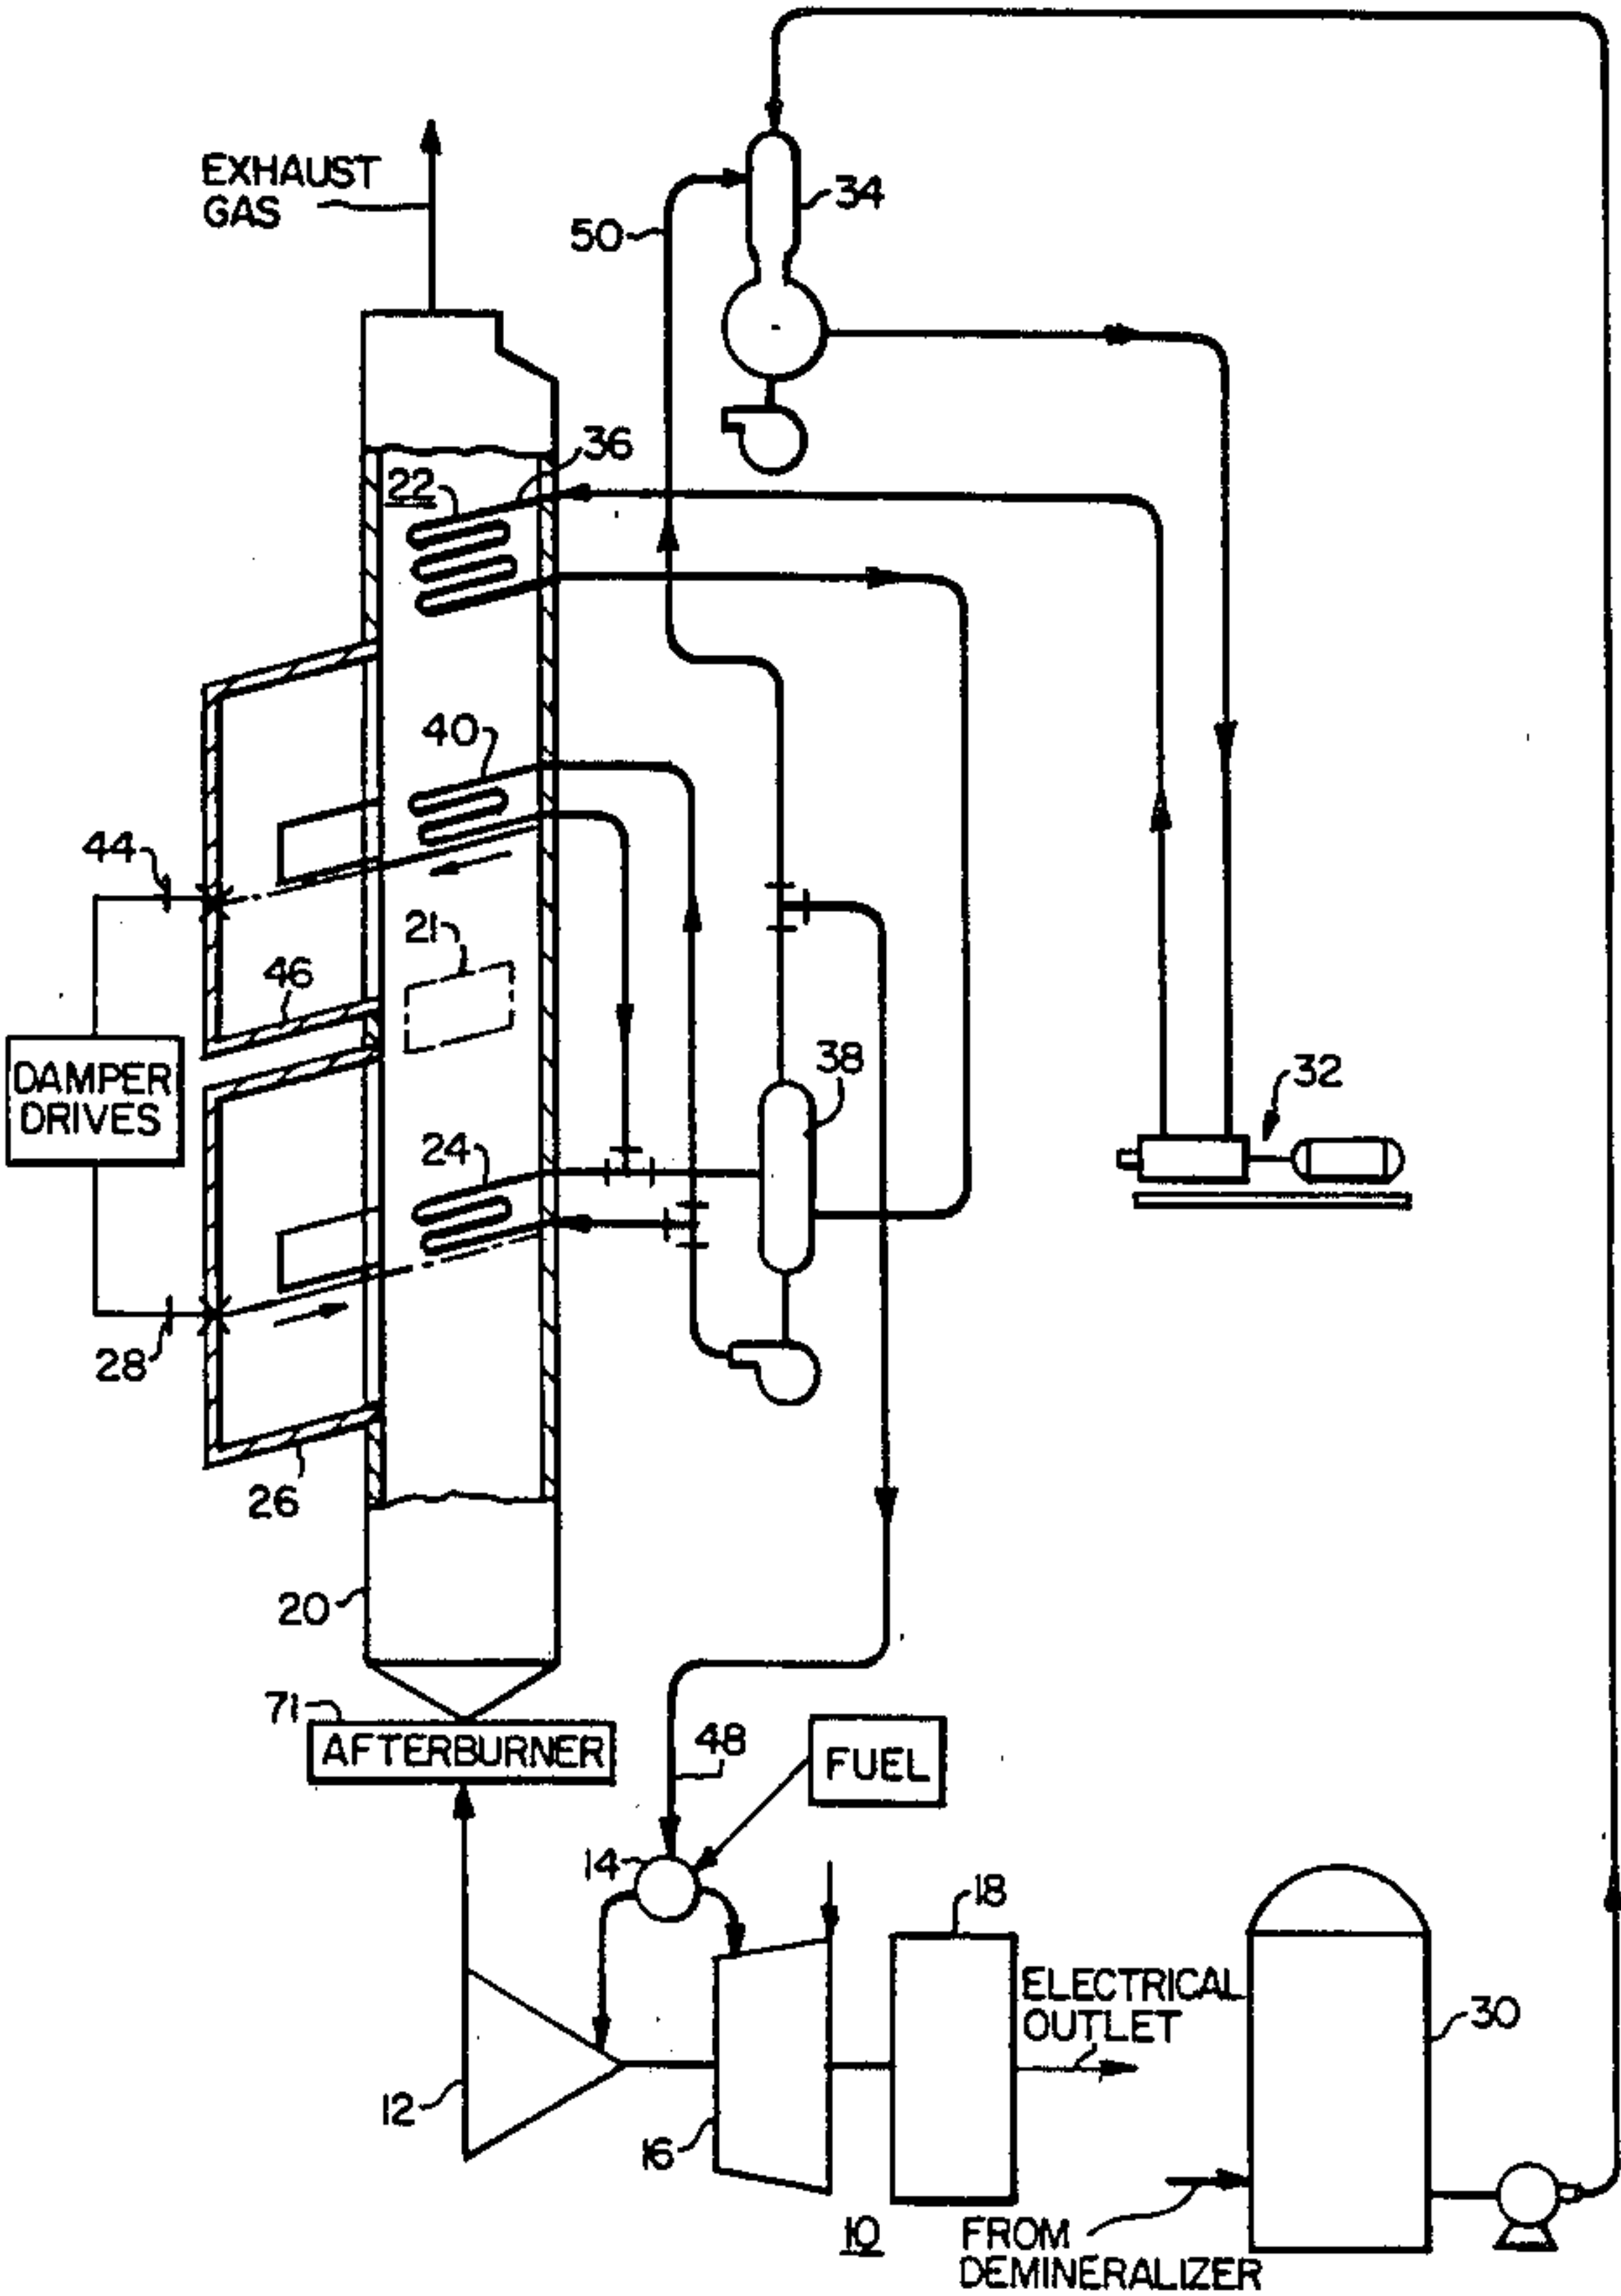 EXHAUST
GAS
34
50
36
22
40
44
21
46
DAMPER
DRIVES
38
32
24
28
26
20
71
AFTERBURNER
48
FUEL
14
18
ELECTRICAL
OUTLET
30
12
16
10
FROM
DEMINERALIZER